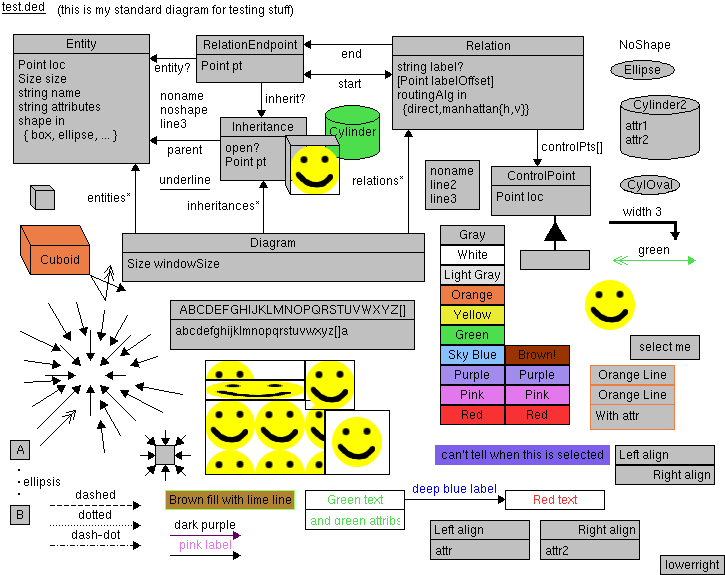 test.ded (this is my standard diagram for testing stuff)
Entity
Point loc
Size size
string name
string attributes
shape in
{ box, ellipse, ... }
RelationEndpoint
Point pt
entity?
end
start
Relation
string label?
[Point labelOffset]
routingAlg in
{direct,manhattan{h,v}}
NoShape
Ellipse
Cylinder2
attr1
attr2
CylOval
inherit?
noname
noshape
line3
parent
underline
Inheritance
open?
Point pt
Cylinder
controlPts[]
noname
line2
line3
ControlPoint
Point loc
entities*
inheritances*
relations*
width 3
green
Cuboid
Diagram
Size windowSize
Gray
White
Light Gray
Orange
Yellow
Green
Sky Blue
Brown!
Purple
Purple
Pink
Pink
Red
Red
ABCDEFGHIJKLMNOPQRSTUVWXYZ[]
abcdefghijklmnopqrstuvwxyz[]a
select me
Orange Line
Orange Line
With attr
A
ellipsis
B
can't tell when this is selected
Left align
Right align
dashed
dotted
dash-dot
Brown fill with lime line
dark purple
pink label
Green text
and green attribs
deep blue label
Red text
Left align
attr
Right align
attr2
lowerright